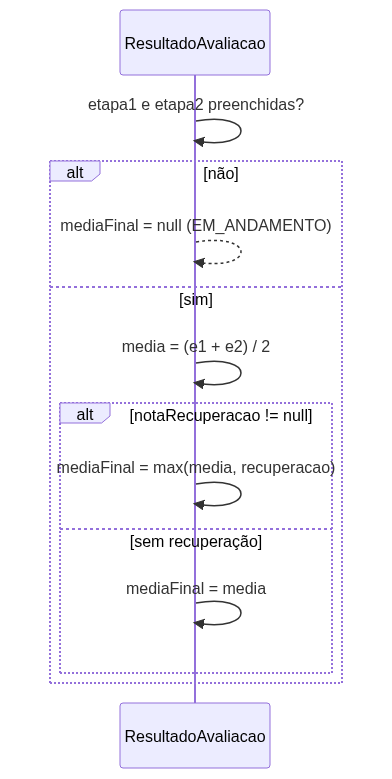 ResultadoAvaliacao
etapa1 e etapa2 preenchidas?
alt
[não]
mediaFinal = null (EM_ANDAMENTO)
[sim]
media = (e1 + e2) / 2
alt
[notaRecuperacao != null]
mediaFinal = max(media, recuperacao)
[sem recuperação]
mediaFinal = media
ResultadoAvaliacao